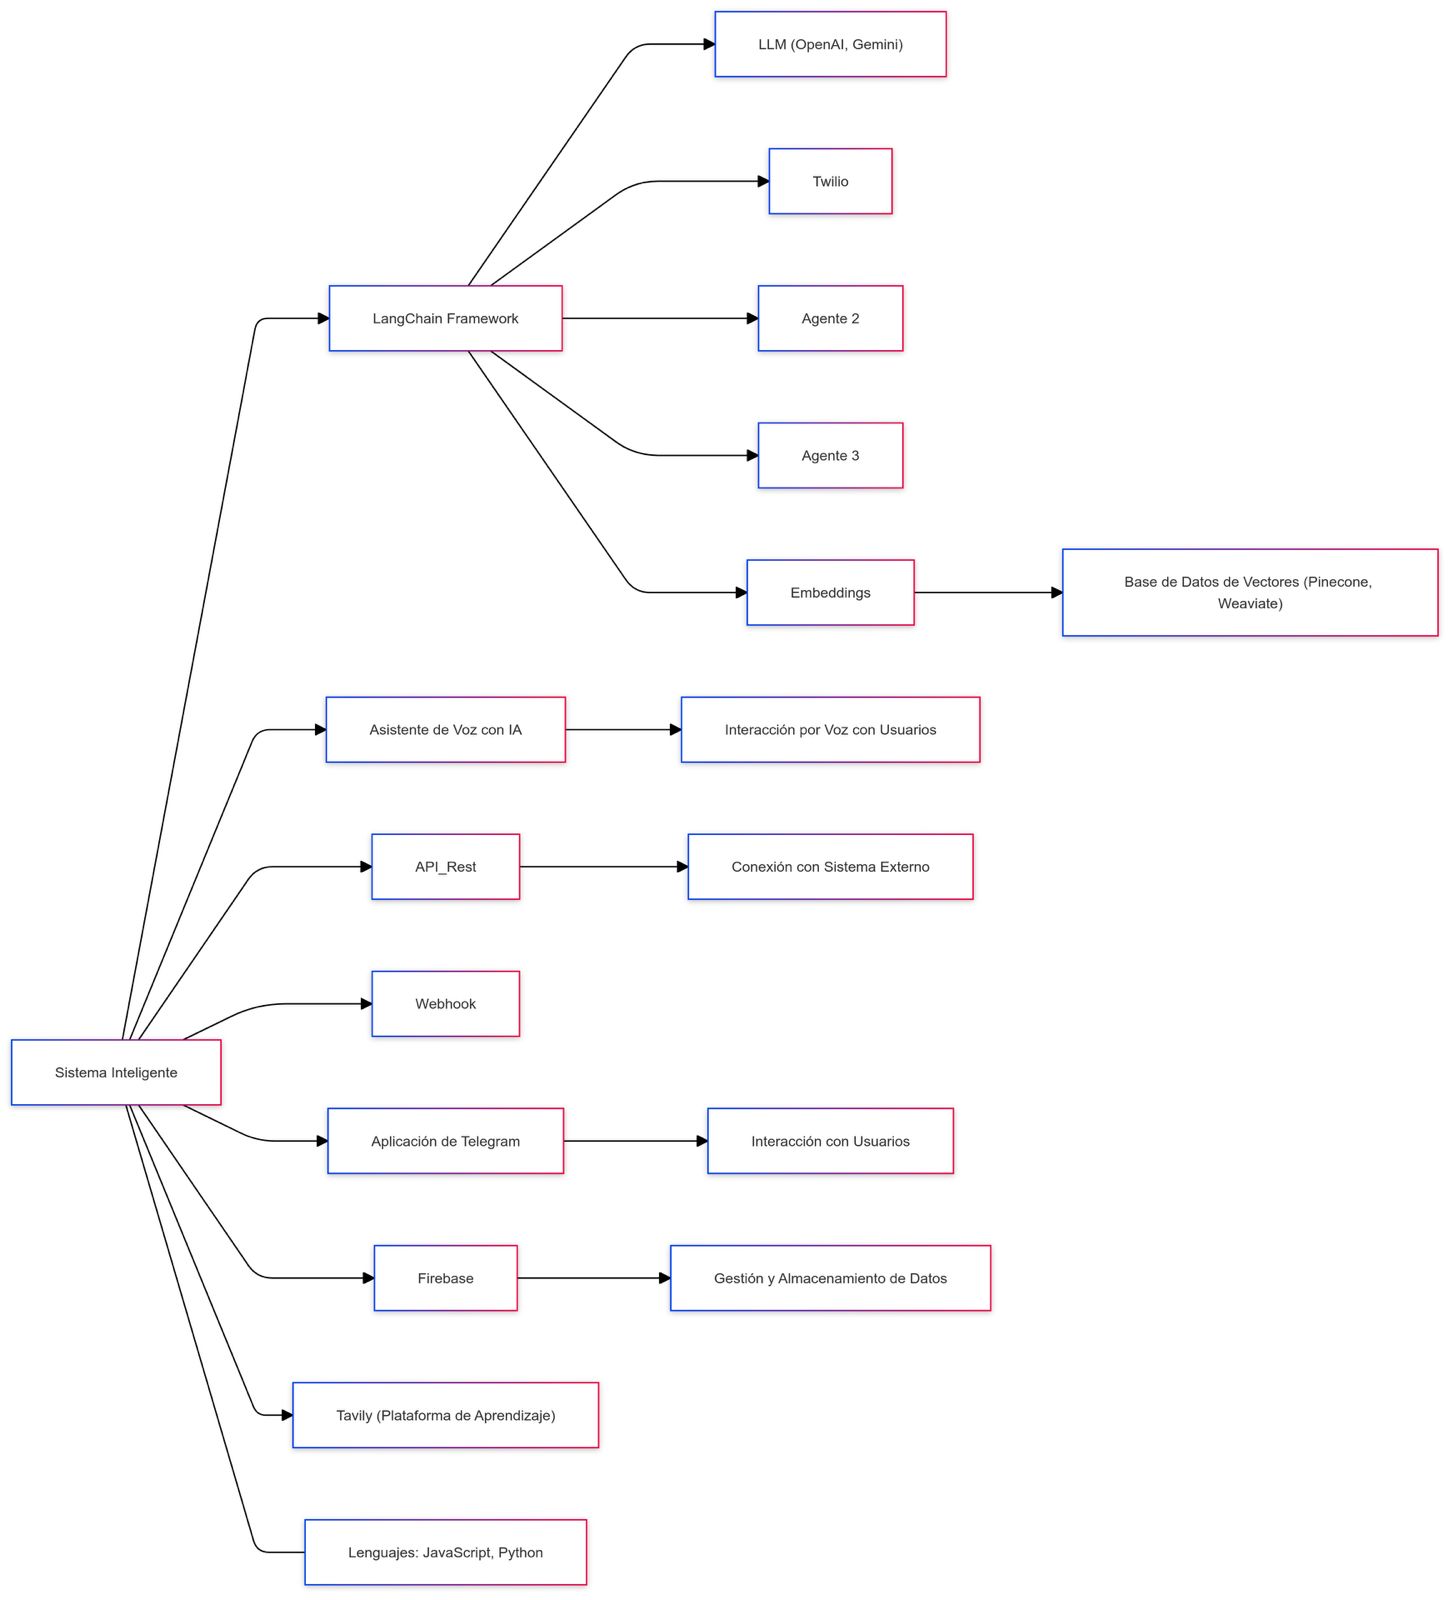 LLM (OpenAI, Gemini)
Twilio
LangChain Framework
Agente 2
Agente 3
Embeddings
Base de Datos de Vectores (Pinecone,
Weaviate)
Asistente de Voz con IA
Interacción por Voz con Usuarios
API_Rest
Conexión con Sistema Externo
Webhook
Sistema Inteligente
Aplicación de Telegram
Interacción con Usuarios
Firebase
Gestión y Almacenamiento de Datos
Tavily (Plataforma de Aprendizaje)
Lenguajes: JavaScript, Python